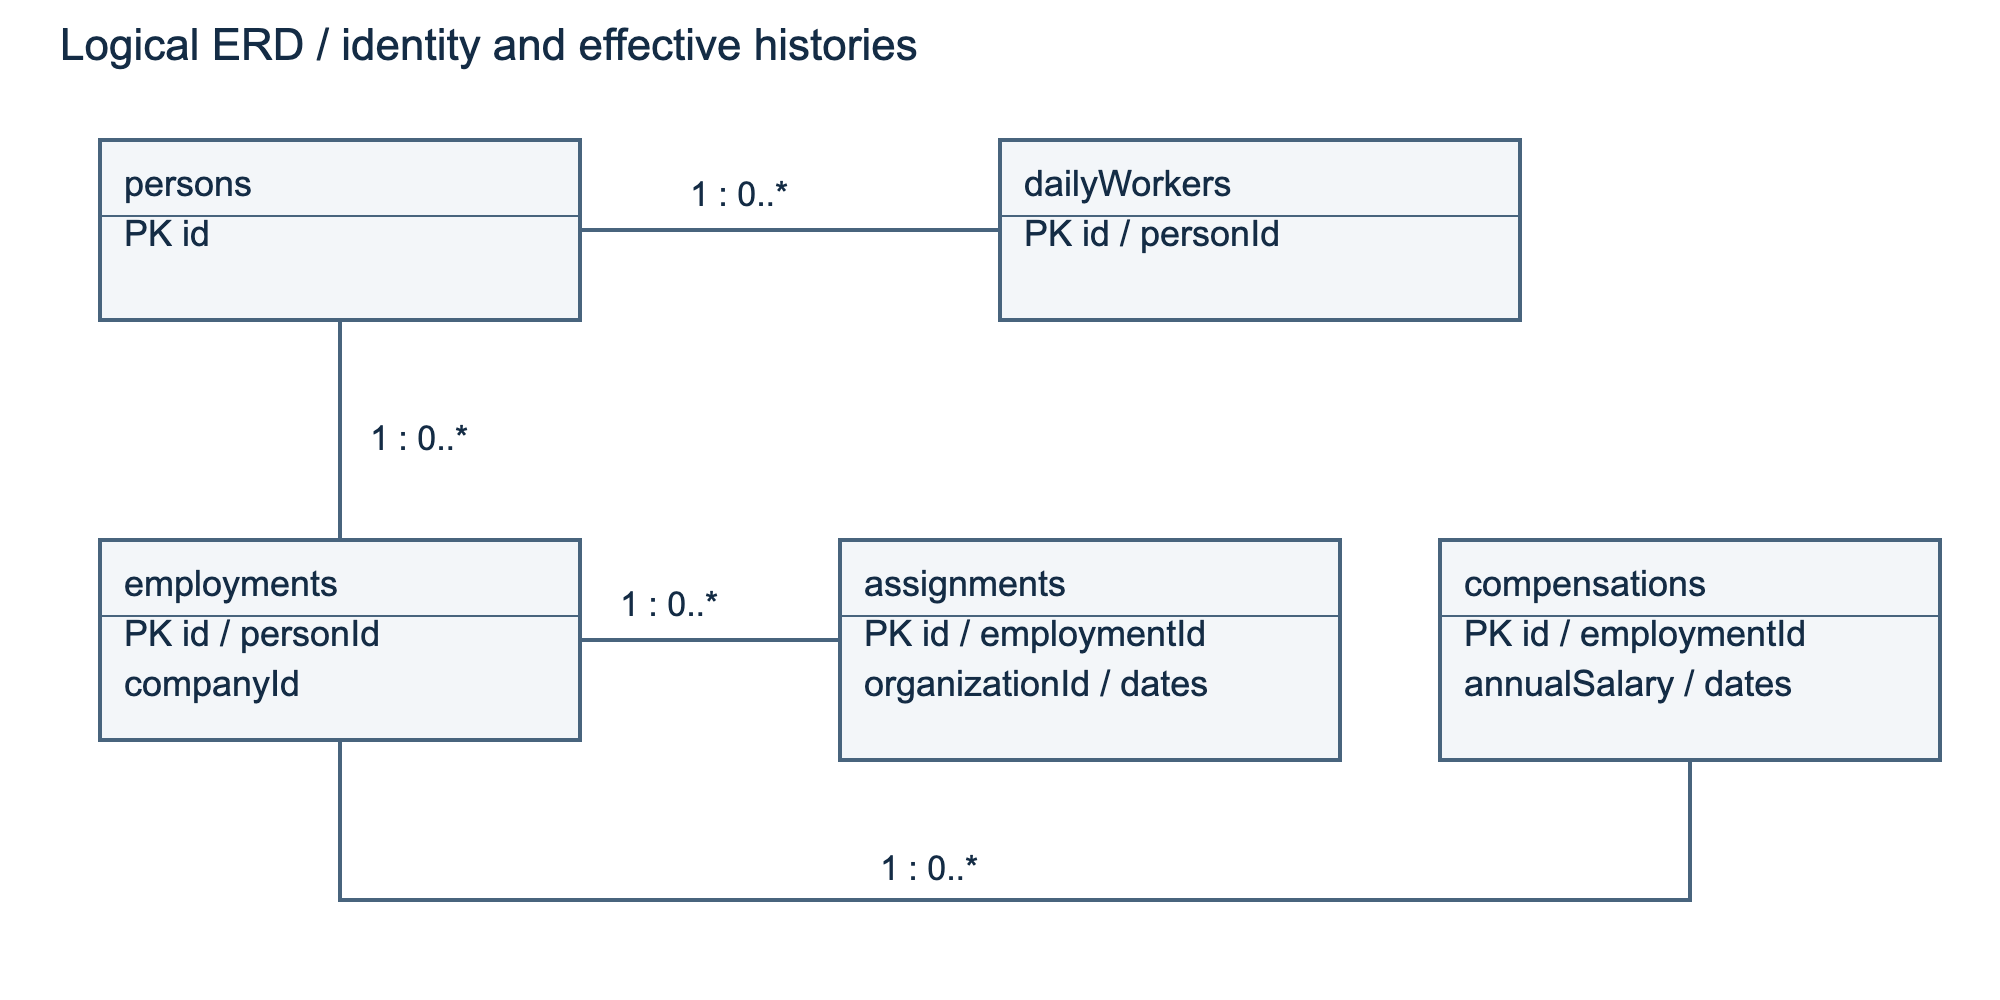 Logical ERD / identity and effective histories
persons
PK id
1 : 0..*
dailyWorkers
PK id / personId
1 : 0..*
employments
PK id / personId
companyId
1 : 0..*
assignments
PK id / employmentId
organizationId / dates
compensations
PK id / employmentId
annualSalary / dates
1 : 0..*